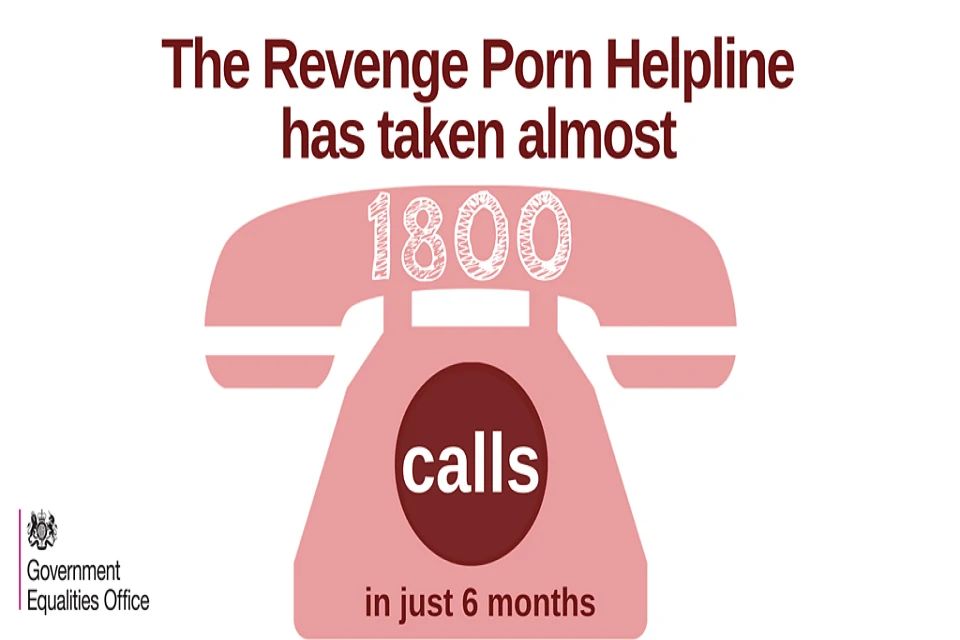 The Revenge Porn Helpline
has taken almost
1800
calls
in just 6 months
Government
Equalities Office